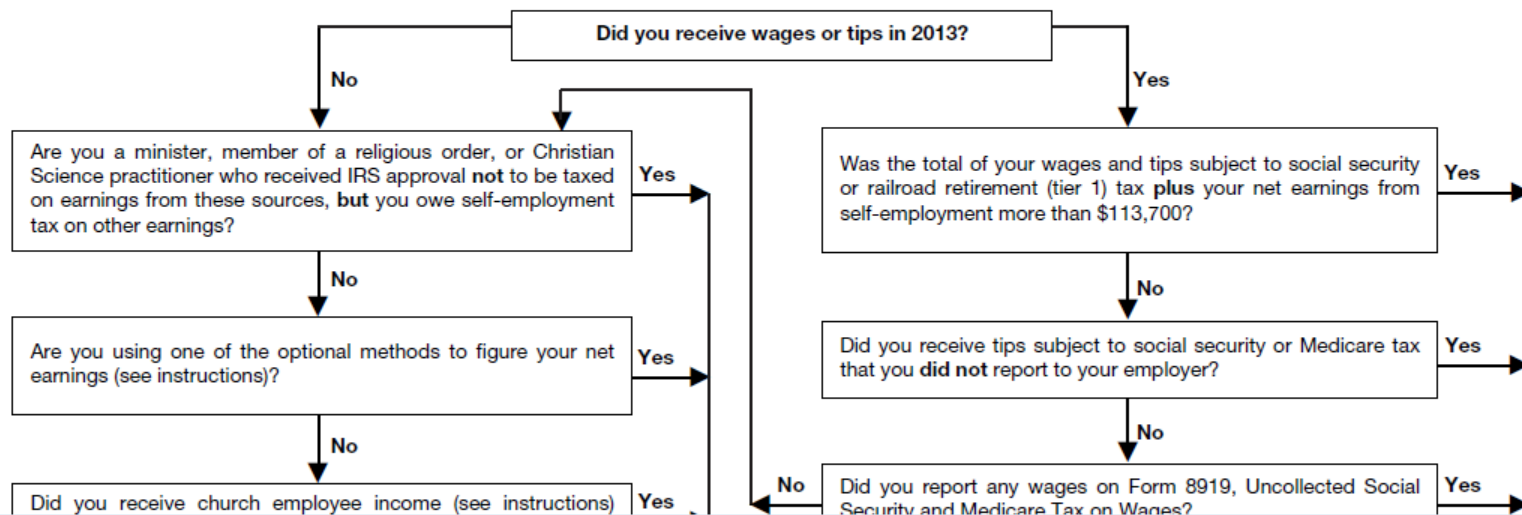 Did you receive wages or tips in 2013?
No
Yes
Are you a minister, member of a religious order, or Christian
Science practitioner who received IRS approval not to be taxed
on earnings from these sources, but you owe self-employment
tax on other earnings?
Yes
Was the total of your wages and tips subject to social security
or railroad retirement (tier 1) tax plus your net earnings from
self-employment more than $113,700?
Yes
No
No
Are you using one of the optional methods to figure your net
earnings (see instructions)?
Yes
Did you receive tips subject to social security or Medicare tax
that you did not report to your employer?
Yes
No
No
Did you receive church employee income (see instructions)
Yes
No
Did you report any wages on Form 8919, Uncollected Social
Security and Medicare Tax on Wages?
Yes